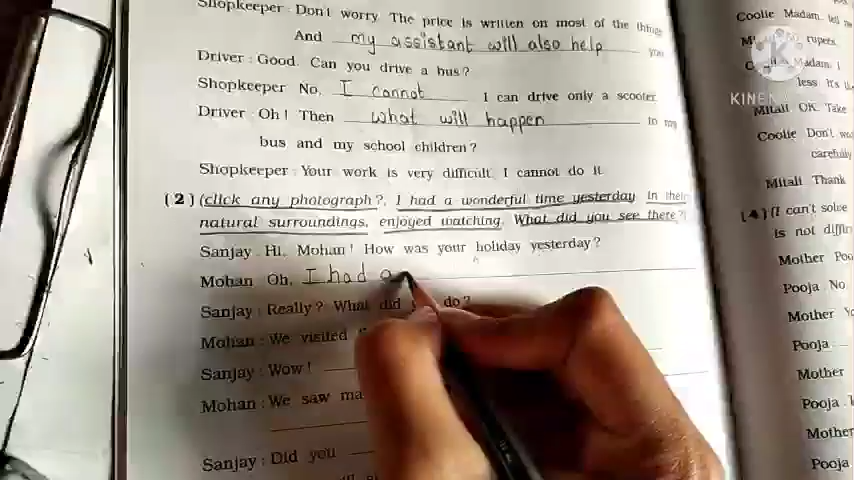 Shopkeeper : Don't worry. The price is written on most of the things
And my assistant will also help you
Driver : Good. Can you drive a bus?
Shopkeeper No, I cannot I can drive only a scooter
Driver : Oh! Then what will happen to my
bus and my school children?
Shopkeeper : Your work is very difficult. I cannot do it
(2) (click any photograph?, I had a wonderful time yesterday in their
natural surroundings, enjoyed watching, What did you see there?)
Sanjay : Hi, Mohan! How was your holiday yesterday?
Mohan Oh, I had a
Sanjay : Really? What did do?
Mohan : We visited
Sanjay : Wow!
Mohan : We saw
Sanjay : Did you
Coolie Madam, tell
rupees.
Madam. I
less. It's
KINE
Mitali OK. Take
Coolie Don't
carefully
Mitali Thank
(4) (I can't solve
is not
Mother
Pooja No
Mother
Pooja
Mother
Pooja
Mother
Pooja